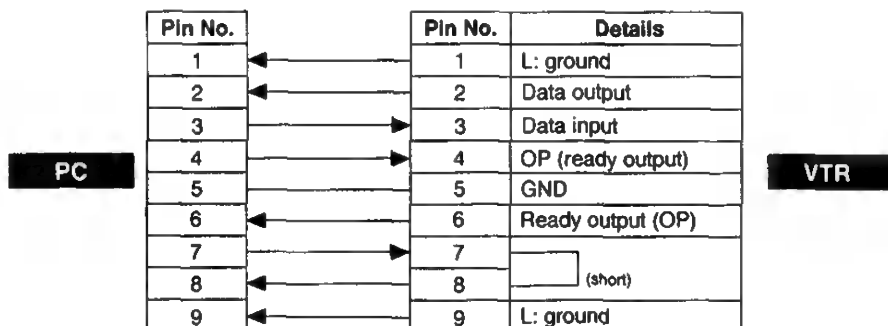 Pin No. Pin No. Details
1 1 L: ground
2 2 Data output
3 3 Data input
PC 4 4 OP (ready output) VTR
5 5 GND
6 6 Ready output (OP)
7 7
8 8 (short)
9 9 L: ground